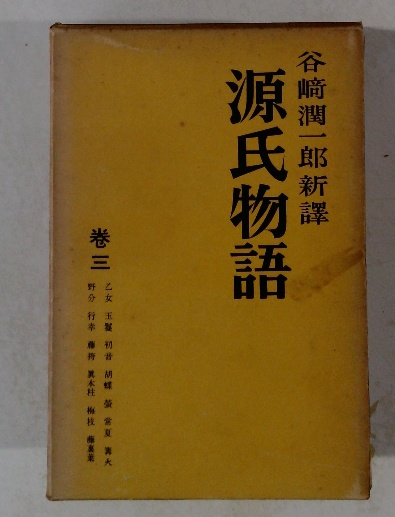 谷崎潤一郎新譯
源氏物語
卷三
乙女 玉鬘 初音 胡蝶 螢 常夏 篝火
野分 行幸 藤袴 眞木柱 梅枝 藤裏葉